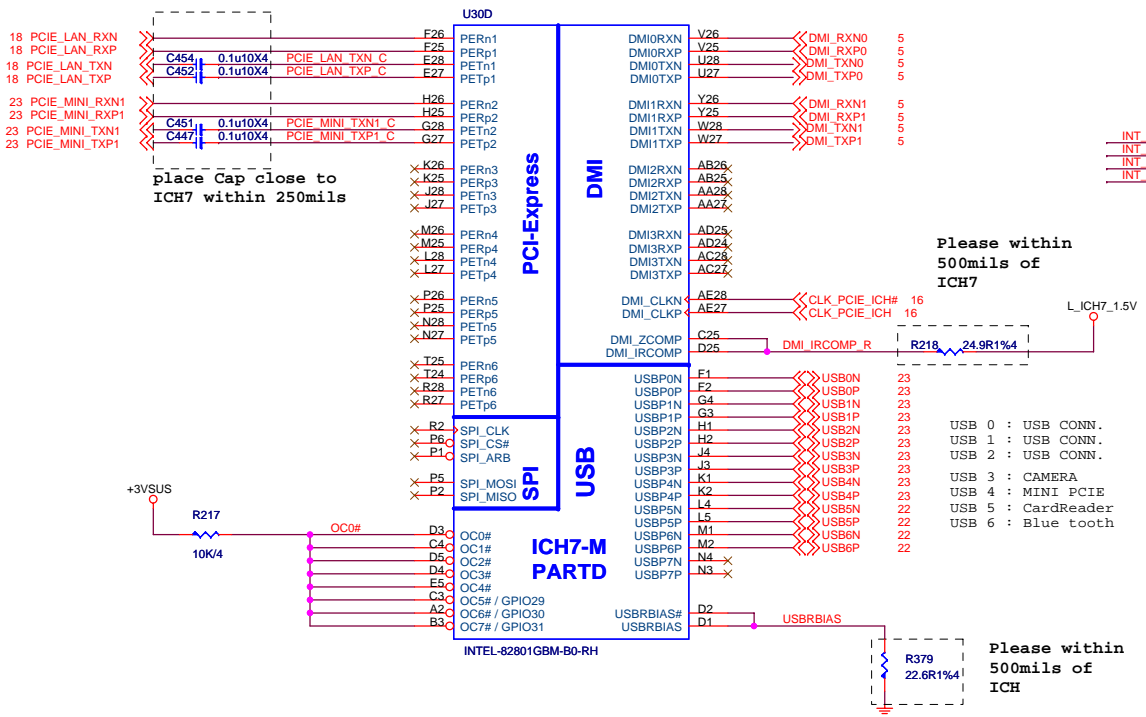 U30D
18 PCIE_LAN_RXN F26 PERn1 DMI0RXN V26 DMI_RXN0 5
18 PCIE_LAN_RXP F25 PERp1 DMI0RXP V25 DMI_RXP0 5
18 PCIE_LAN_TXN C454 0.1u10X4 PCIE_LAN_TXN_C E28 PETn1 DMI0TXN U28 DMI_TXN0 5
18 PCIE_LAN_TXP C452 0.1u10X4 PCIE_LAN_TXP_C E27 PETp1 DMI0TXP U27 DMI_TXP0 5
23 PCIE_MINI_RXN1 H26 PERn2 DMI1RXN Y26 DMI_RXN1 5
23 PCIE_MINI_RXP1 H25 PERp2 DMI1RXP Y25 DMI_RXP1 5
23 PCIE_MINI_TXN1 C451 0.1u10X4 PCIE_MINI_TXN1_C G28 PETn2 DMI1TXN W28 DMI_TXN1 5
23 PCIE_MINI_TXP1 C447 0.1u10X4 PCIE_MINI_TXP1_C G27 PETp2 DMI1TXP W27 DMI_TXP1 5
INT_
INT_
INT_
INT_
place Cap close to
ICH7 within 250mils
K26 PERn3 DMI2RXN AB26
K25 PERp3 DMI2RXP AB25
J28 PETn3 DMI2TXN AA28
J27 PETp3 DMI2TXP AA27
PCI-Express
DMI
M26 PERn4 DMI3RXN AD25
M25 PERp4 DMI3RXP AD24
L28 PETn4 DMI3TXN AC28
L27 PETp4 DMI3TXP AC27
Please within
500mils of
ICH7
P26 PERn5 DMI_CLKN AE28 CLK_PCIE_ICH# 16
P25 PERp5 DMI_CLKP AE27 CLK_PCIE_ICH 16
N28 PETn5
N27 PETp5
L_ICH7_1.5V
DMI_ZCOMP C25
DMI_IRCOMP D25 DMI_IRCOMP_R R218 24.9R1%4
T25 PERn6
T24 PERp6
R28 PETn6
R27 PETp6
USBP0N F1 USB0N 23
USBP0P F2 USB0P 23
USBP1N G4 USB1N 23
USBP1P G3 USB1P 23
USBP2N H1 USB2N 23
USBP2P H2 USB2P 23
USBP3N J4 USB3N 23
USBP3P J3 USB3P 23
USBP4N K1 USB4N 23
USBP4P K2 USB4P 23
USBP5N L4 USB5N 22
USBP5P L5 USB5P 22
USBP6N M1 USB6N 22
USBP6P M2 USB6P 22
USBP7N N4
USBP7P N3
R2 SPI_CLK
P6 SPI_CS#
P1 SPI_ARB
P5 SPI_MOSI
P2 SPI_MISO
SPI
USB
USB 0 : USB CONN.
USB 1 : USB CONN.
USB 2 : USB CONN.
USB 3 : CAMERA
USB 4 : MINI PCIE
USB 5 : CardReader
USB 6 : Blue tooth
+3VSUS
R217
10K/4
OC0#
D3 OC0#
C4 OC1#
D5 OC2#
D4 OC3#
E5 OC4#
C3 OC5# / GPIO29
A2 OC6# / GPIO30
B3 OC7# / GPIO31
ICH7-M
PARTD
USBRBIAS# D2
USBRBIAS D1 USBRBIAS
INTEL-82801GBM-B0-RH
R379
22.6R1%4
Please within
500mils of
ICH